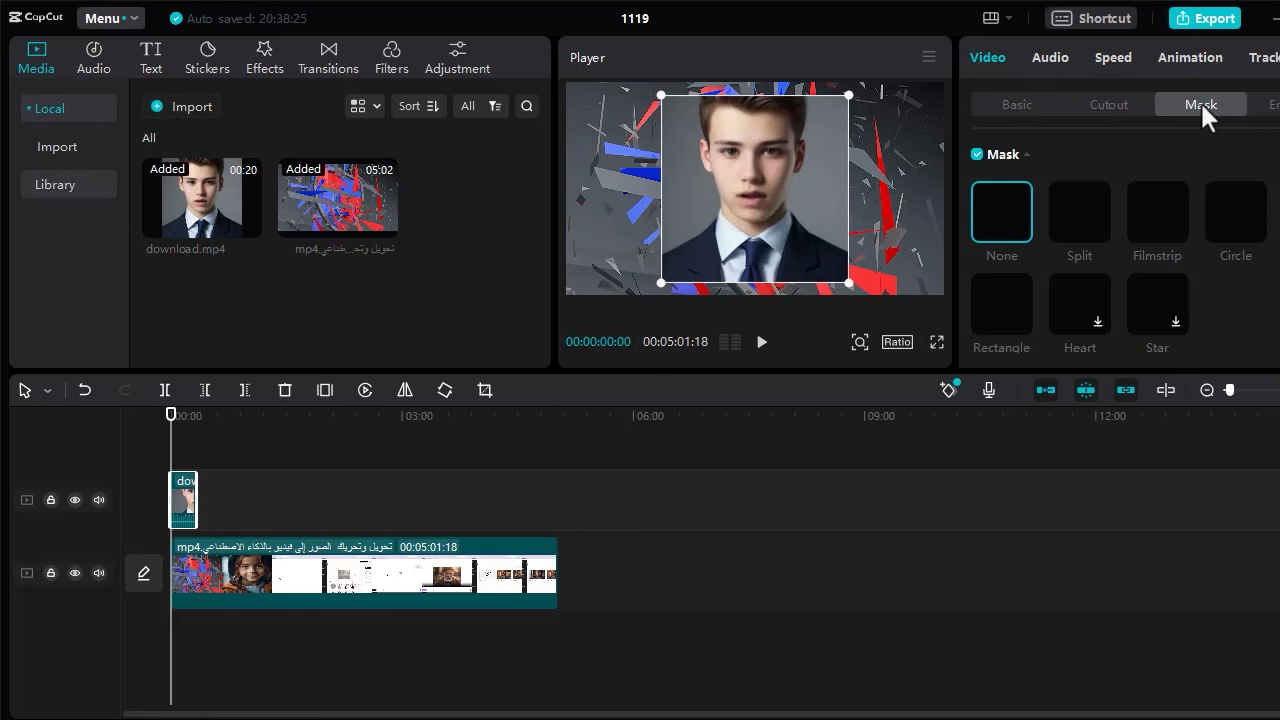 CapCut
Menu
Auto saved: 20:38:25
1119
Shortcut
Export
Media
Audio
Text
Stickers
Effects
Transitions
Filters
Adjustment
Local
Import
Library
Import
Sort
All
All
Added
00:20
download.mp4
Added
05:02
تحويل وتحر...طناعي.mp4
Player
00:00:00:00
00:05:01:18
Ratio
Video
Audio
Speed
Animation
Basic
Cutout
Mask
Mask
None
Split
Filmstrip
Circle
Rectangle
Heart
Star
00:00
03:00
06:00
09:00
12:00
تحويل وتحريك الصور إلى فيديو بالذكاء الاصطناعي.mp4 00:05:01:18